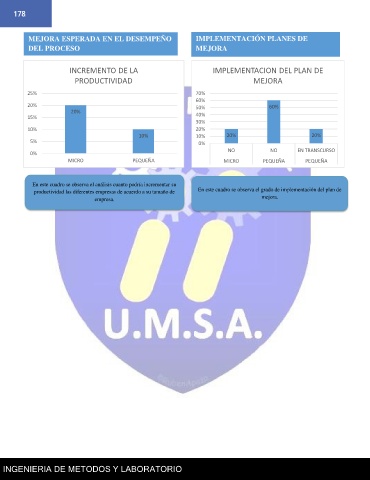 178
MEJORA ESPERADA EN EL DESEMPEÑO
DEL PROCESO
INCREMENTO DE LA
PRODUCTIVIDAD
25%
20%
15%
10%
5%
0%
20%
10%
MICRO
PEQUEÑA
En este cuadro se observa el análisis cuanto podría incrementar su
productividad las diferentes empresas de acuerdo a su tamaño de
empresa.
IMPLEMENTACIÓN PLANES DE
MEJORA
IMPLEMENTACION DEL PLAN DE
MEJORA
70%
60%
50%
40%
30%
20%
10%
0%
20%
60%
20%
NO
NO
EN TRANSCURSO
MICRO
PEQUEÑA
PEQUEÑA
En este cuadro se observa el grado de implementación del plan de
mejora.
U.M.S.A.
INGENIERIA DE METODOS Y LABORATORIO